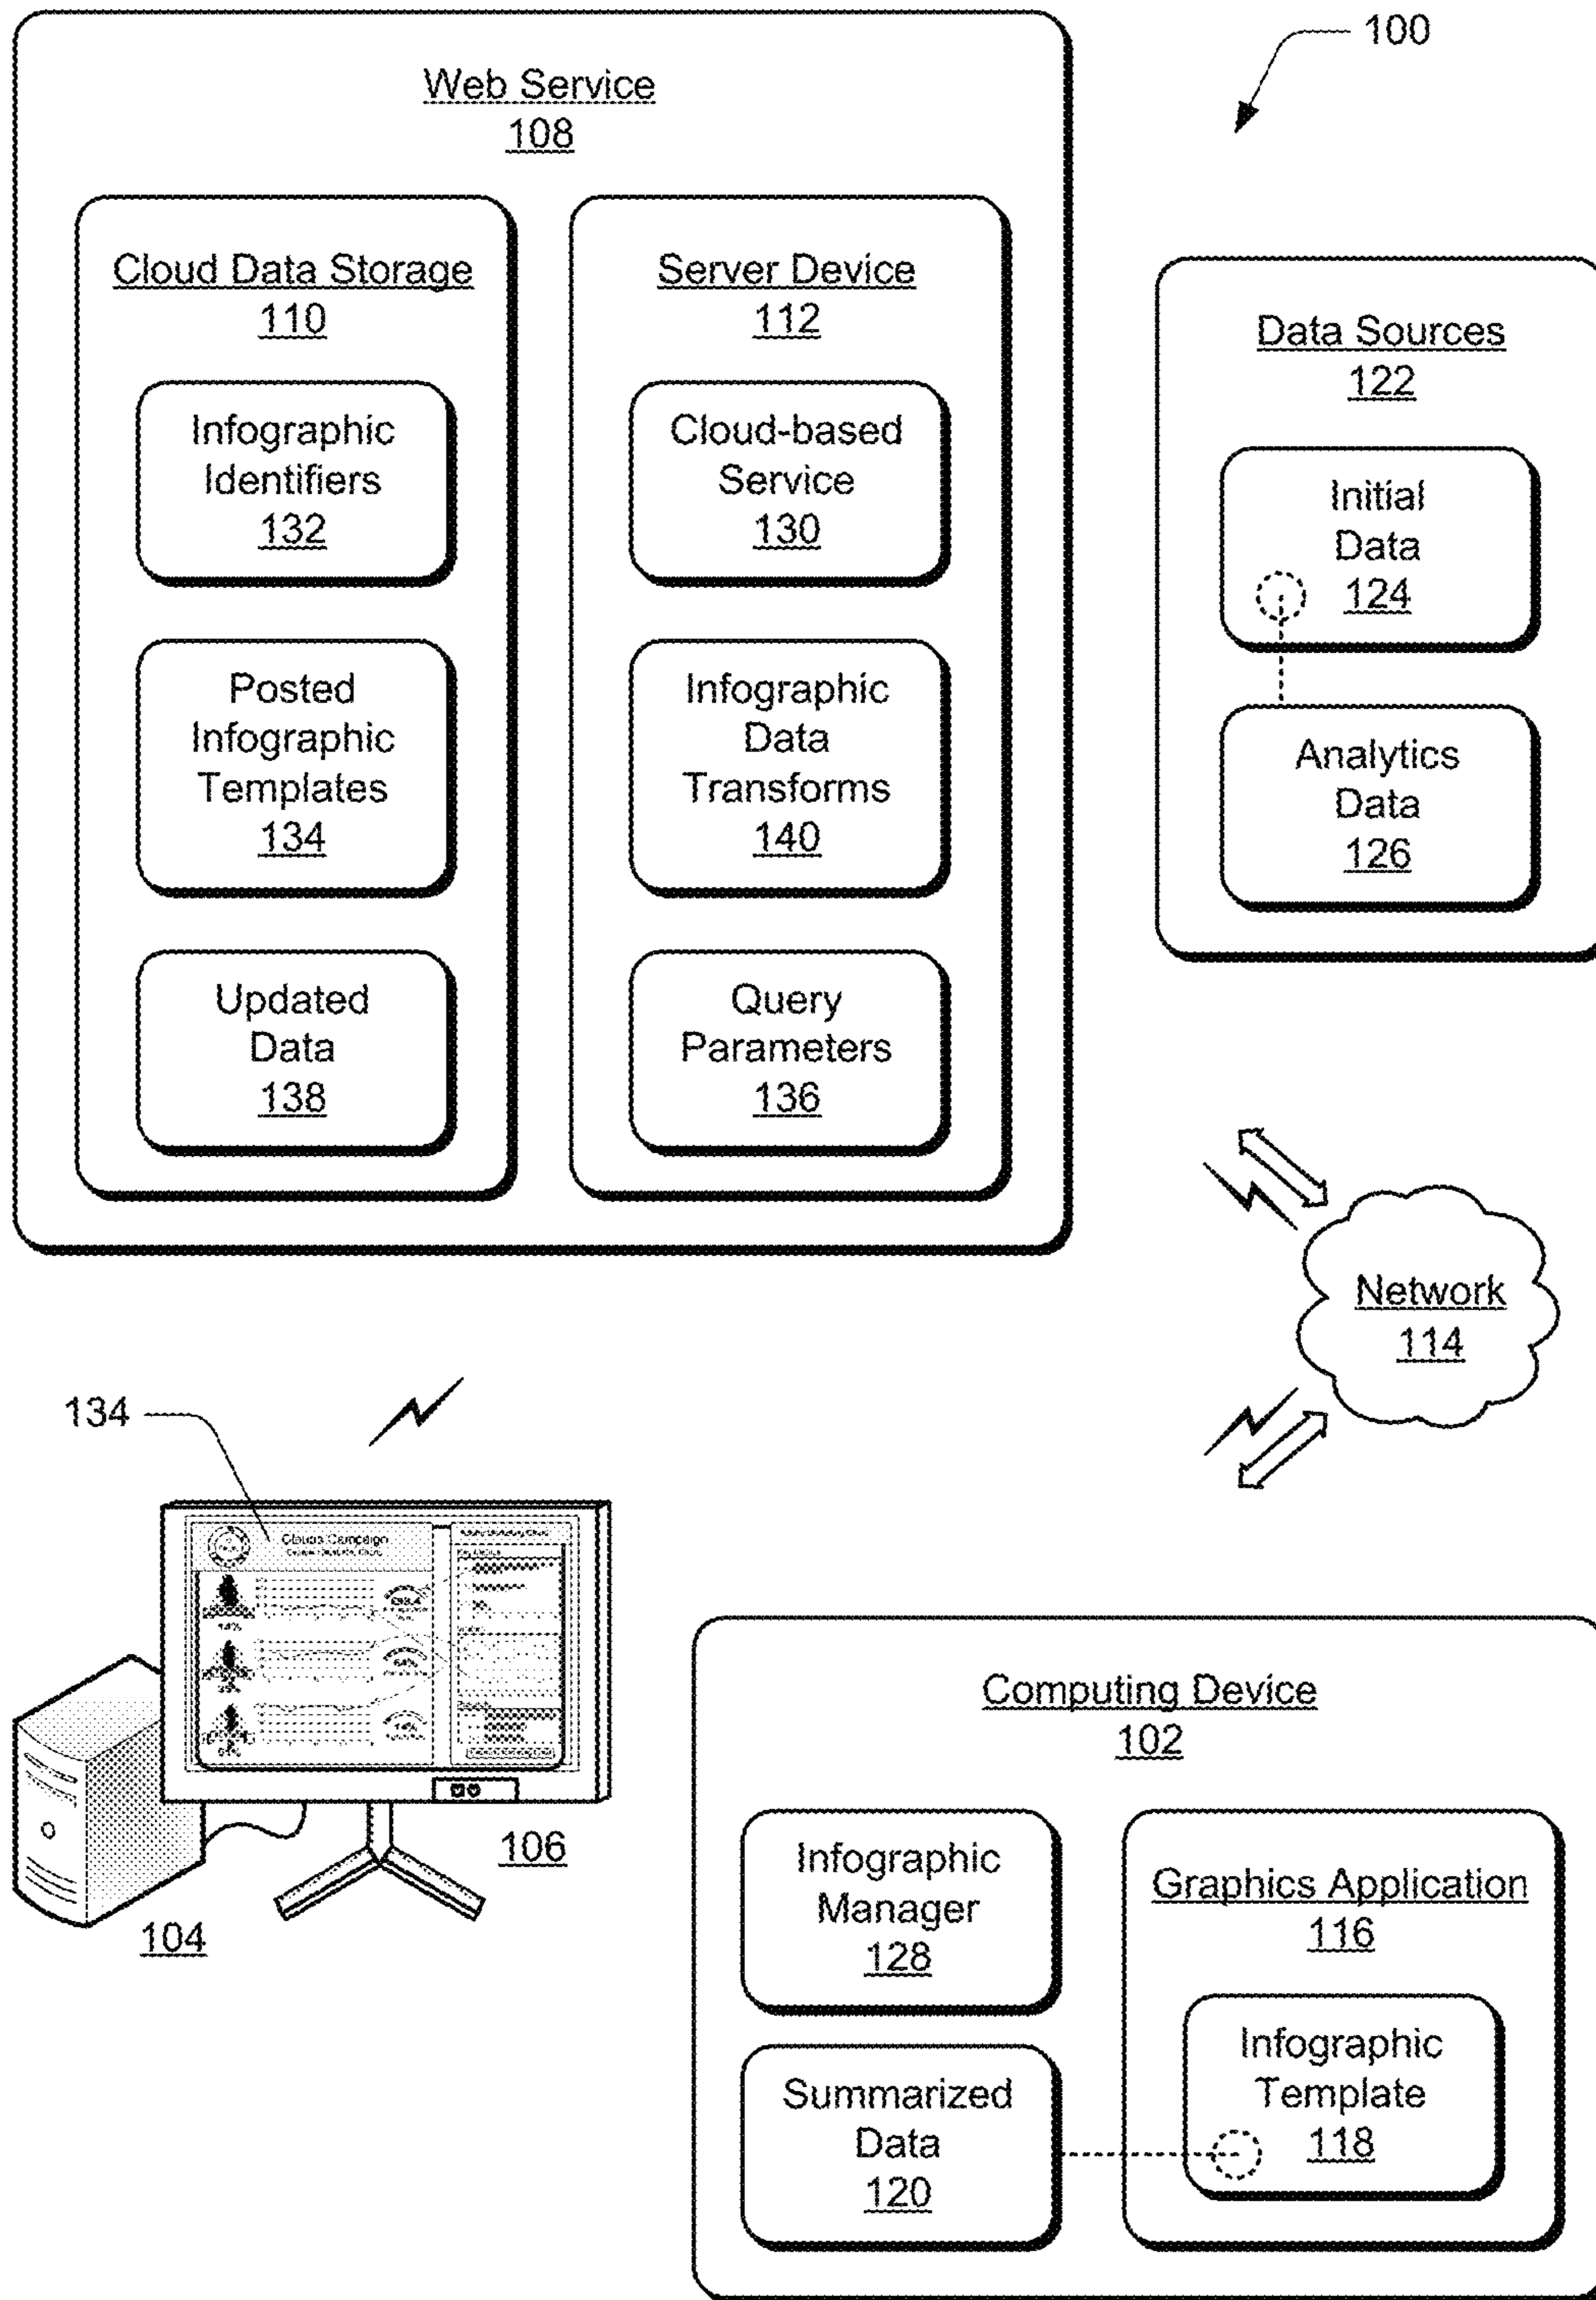 100
Web Service
108
Cloud Data Storage
110
Infographic
Identifiers
132
Posted
Infographic
Templates
134
Updated
Data
138
Server Device
112
Cloud-based
Service
130
Infographic
Data
Transforms
140
Query
Parameters
136
Data Sources
122
Initial
Data
124
Analytics
Data
126
Network
114
134
Clouds Campaign
106
104
Computing Device
102
Infographic
Manager
128
Summarized
Data
120
Graphics Application
116
Infographic
Template
118